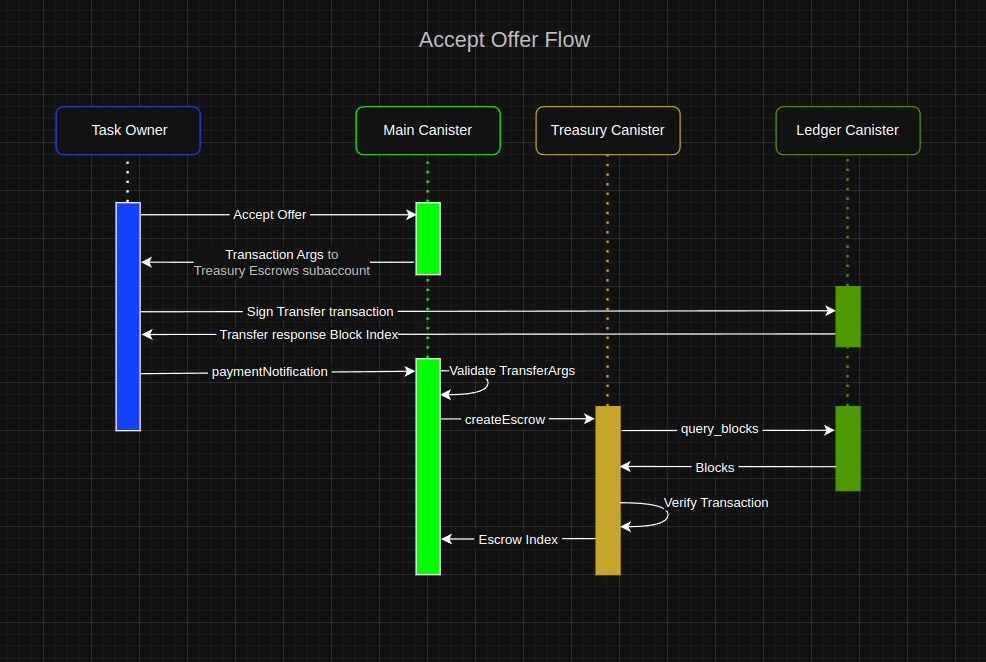 Accept Offer Flow
Task Owner
Main Canister
Treasury Canister
Ledger Canister
Accept Offer
Transaction Args to
Treasury Escrows subaccount
Sign Transfer transaction
Transfer response Block Index
paymentNotification
Validate TransferArgs
createEscrow
query_blocks
Blocks
Verify Transaction
Escrow Index